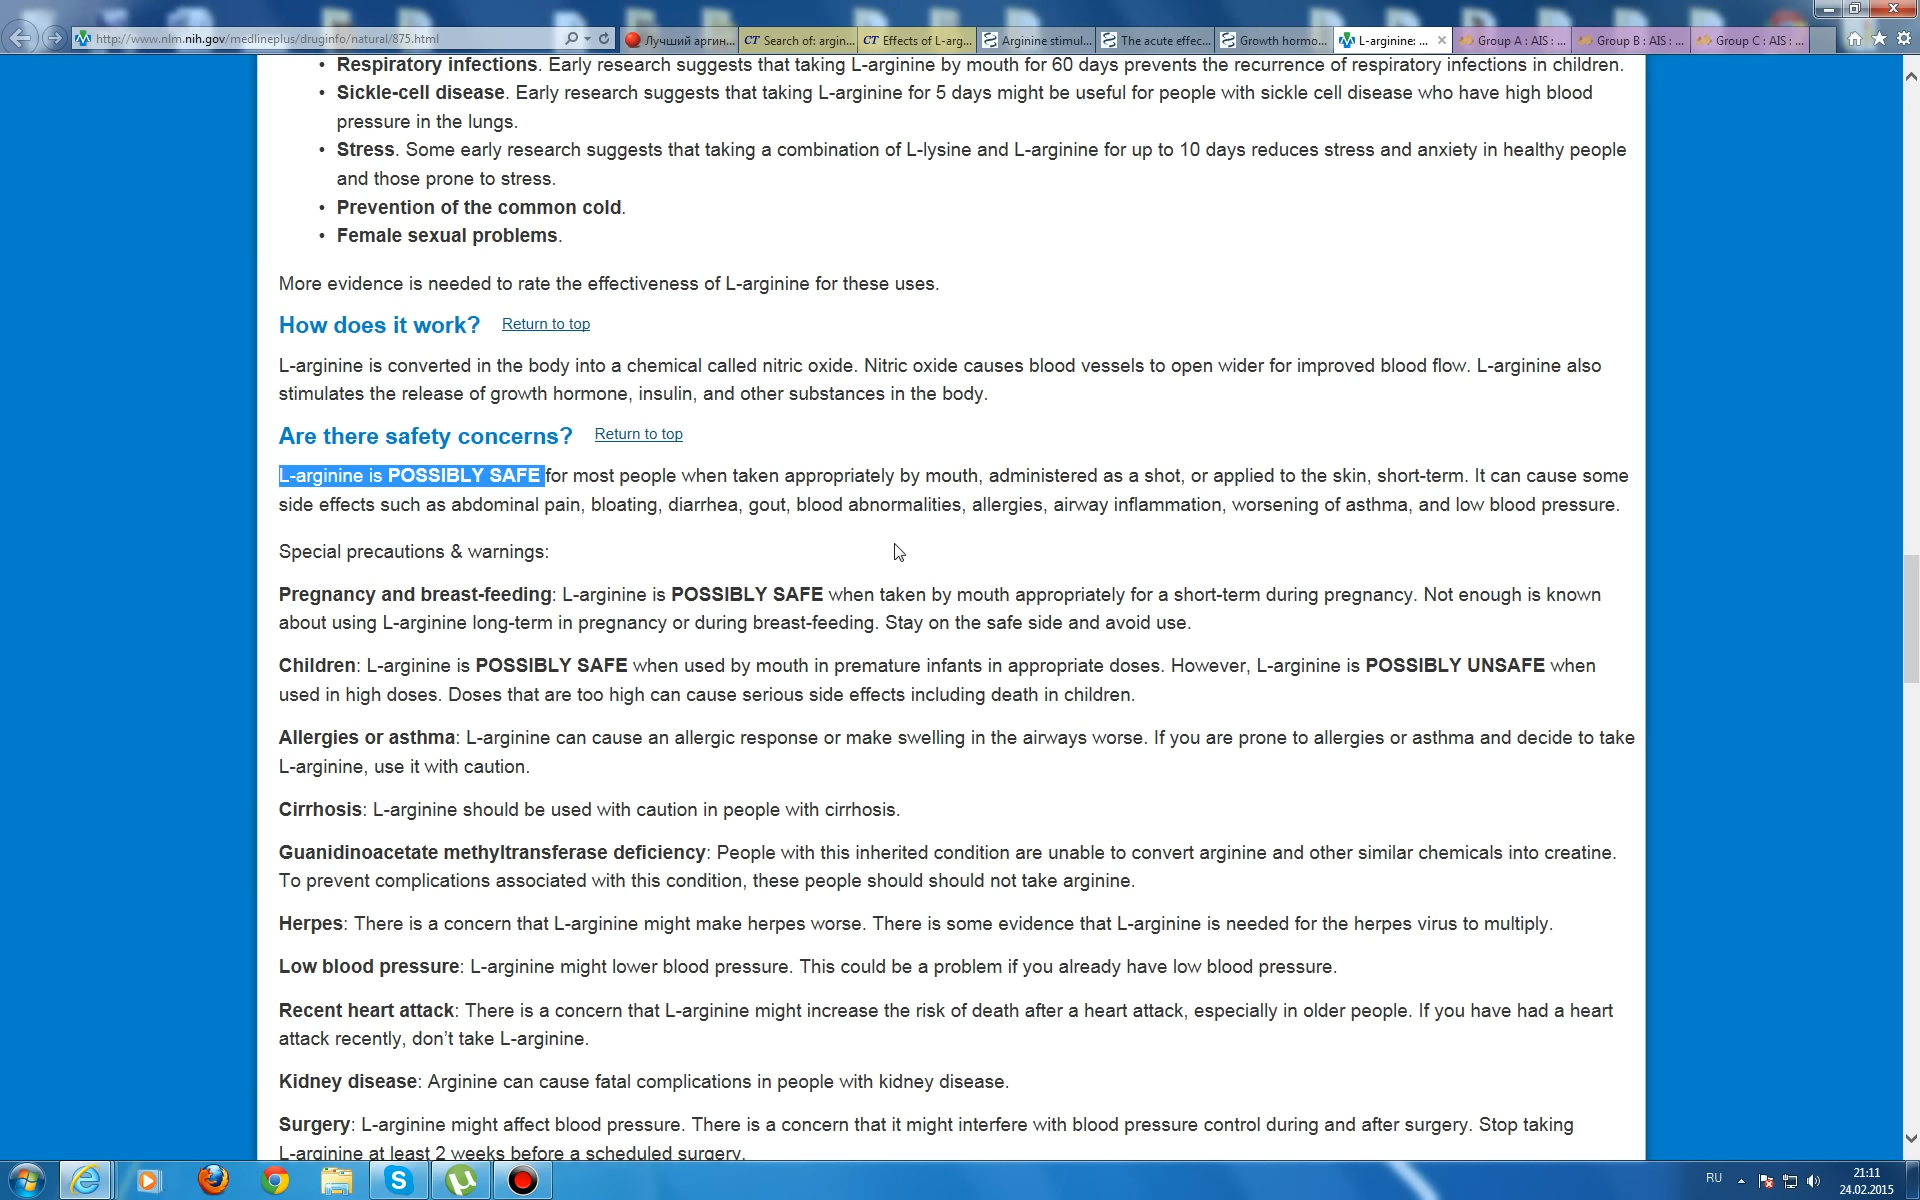 http://www.nlm.nih.gov/medlineplus/druginfo/natural/875.html
Лучший аргин...
CT Search of: argin...
CT Effects of L-arg...
Arginine stimul...
The acute effec...
Growth hormo...
L-arginine: ...
Group A : AIS : ...
Group B : AIS : ...
Group C : AIS : ...
• Respiratory infections. Early research suggests that taking L-arginine by mouth for 60 days prevents the recurrence of respiratory infections in children.
• Sickle-cell disease. Early research suggests that taking L-arginine for 5 days might be useful for people with sickle cell disease who have high blood
pressure in the lungs.
• Stress. Some early research suggests that taking a combination of L-lysine and L-arginine for up to 10 days reduces stress and anxiety in healthy people
and those prone to stress.
• Prevention of the common cold.
• Female sexual problems.
More evidence is needed to rate the effectiveness of L-arginine for these uses.
How does it work? Return to top
L-arginine is converted in the body into a chemical called nitric oxide. Nitric oxide causes blood vessels to open wider for improved blood flow. L-arginine also
stimulates the release of growth hormone, insulin, and other substances in the body.
Are there safety concerns? Return to top
L-arginine is POSSIBLY SAFE for most people when taken appropriately by mouth, administered as a shot, or applied to the skin, short-term. It can cause some
side effects such as abdominal pain, bloating, diarrhea, gout, blood abnormalities, allergies, airway inflammation, worsening of asthma, and low blood pressure.
Special precautions & warnings:
Pregnancy and breast-feeding: L-arginine is POSSIBLY SAFE when taken by mouth appropriately for a short-term during pregnancy. Not enough is known
about using L-arginine long-term in pregnancy or during breast-feeding. Stay on the safe side and avoid use.
Children: L-arginine is POSSIBLY SAFE when used by mouth in premature infants in appropriate doses. However, L-arginine is POSSIBLY UNSAFE when
used in high doses. Doses that are too high can cause serious side effects including death in children.
Allergies or asthma: L-arginine can cause an allergic response or make swelling in the airways worse. If you are prone to allergies or asthma and decide to take
L-arginine, use it with caution.
Cirrhosis: L-arginine should be used with caution in people with cirrhosis.
Guanidinoacetate methyltransferase deficiency: People with this inherited condition are unable to convert arginine and other similar chemicals into creatine.
To prevent complications associated with this condition, these people should should not take arginine.
Herpes: There is a concern that L-arginine might make herpes worse. There is some evidence that L-arginine is needed for the herpes virus to multiply.
Low blood pressure: L-arginine might lower blood pressure. This could be a problem if you already have low blood pressure.
Recent heart attack: There is a concern that L-arginine might increase the risk of death after a heart attack, especially in older people. If you have had a heart
attack recently, don't take L-arginine.
Kidney disease: Arginine can cause fatal complications in people with kidney disease.
Surgery: L-arginine might affect blood pressure. There is a concern that it might interfere with blood pressure control during and after surgery. Stop taking
L-arginine at least 2 weeks before a scheduled surgery.
RU
21:11
24.02.2015